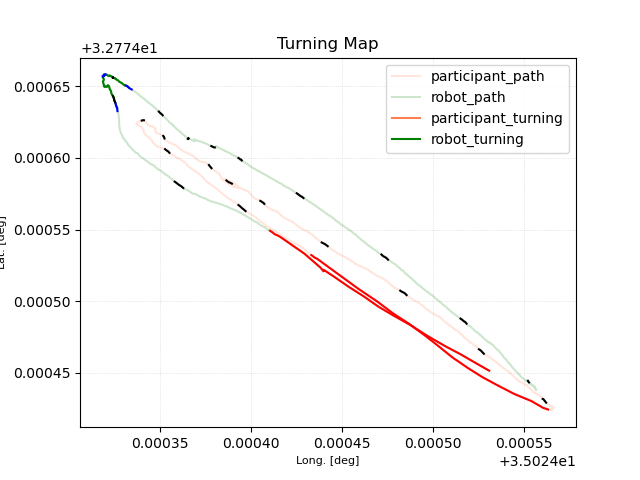 Turning Map
+3.2774e1
participant_path
robot_path
participant_turning
robot_turning
0.00065
0.00060
0.00055
0.00050
0.00045
Lat. [deg]
0.00035 0.00040 0.00045 0.00050 0.00055
Long. [deg]
+3.5024e1